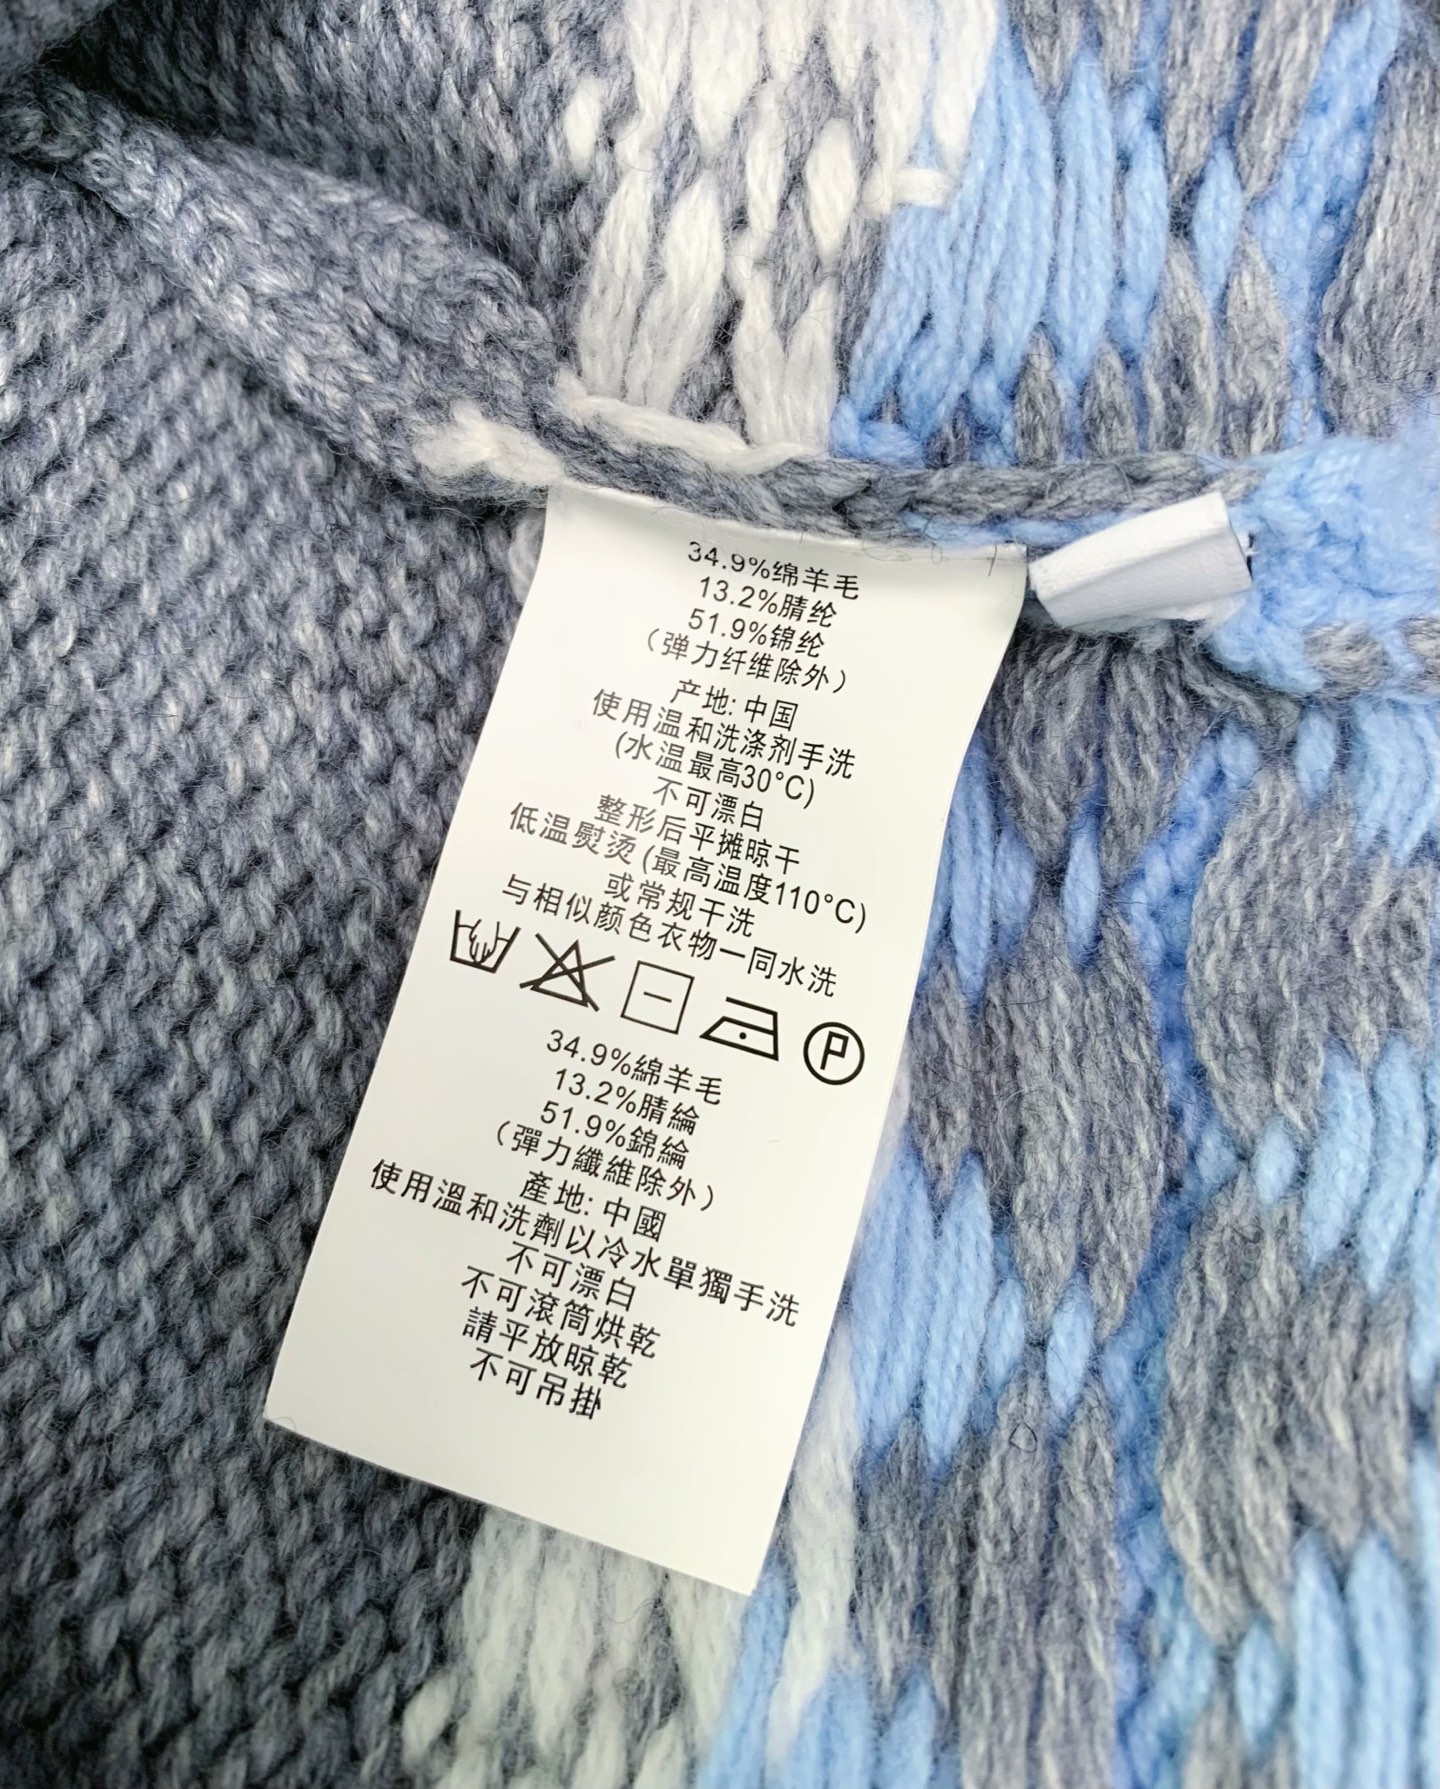 34.9%绵羊毛
13.2%腈纶
51.9%锦纶
（弹力纤维除外）
产地: 中国
使用温和洗涤剂手洗
(水温最高30°C)
不可漂白
整形后平摊晾干
低温熨烫(最高温度110°C)
或常规干洗
与相似颜色衣物一同水洗
P
34.9%綿羊毛
13.2%腈綸
51.9%錦綸
（彈力纖維除外）
產地: 中國
使用溫和洗劑以冷水單獨手洗
不可漂白
不可滾筒烘乾
請平放晾乾
不可吊掛